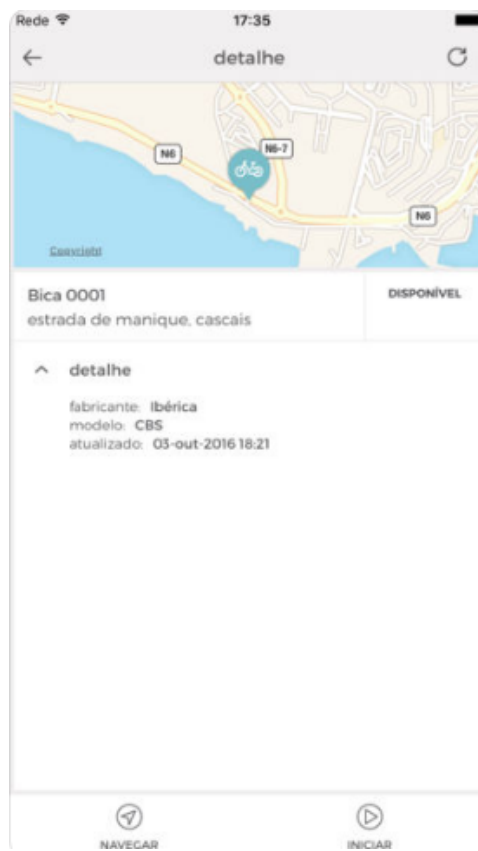 Rede 17:35
detalhe
N6
N6-7
N6
Copyright
Bica 0001
DISPONÍVEL
estrada de manique, cascais
detalhe
fabricante: Ibérica
modelo: CBS
atualizado: 03-out-2016 18:21
NAVEGAR
INICIAR